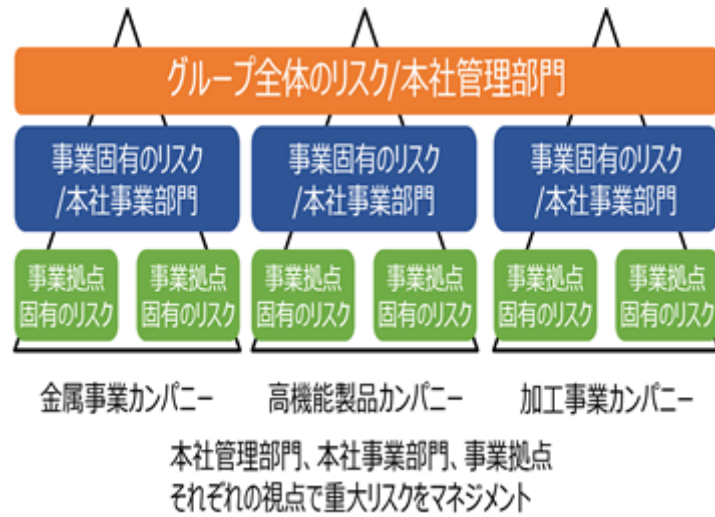 グループ全体のリスク/本社管理部門
事業固有のリスク
/本社事業部門
事業固有のリスク
/本社事業部門
事業固有のリスク
/本社事業部門
事業拠点
固有のリスク
事業拠点
固有のリスク
事業拠点
固有のリスク
事業拠点
固有のリスク
事業拠点
固有のリスク
事業拠点
固有のリスク
金属事業カンパニー
高機能製品カンパニー
加工事業カンパニー
本社管理部門、本社事業部門、事業拠点
それぞれの視点で重大リスクをマネジメント